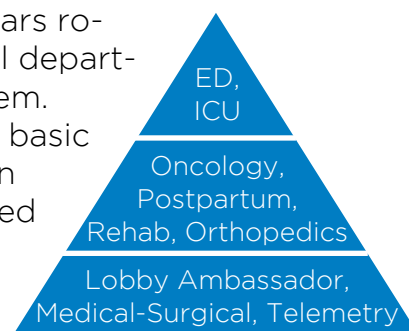 ars ro-
l depart-
em.
basic
n
ed
ED,
ICU
Oncology,
Postpartum,
Rehab, Orthopedics
Lobby Ambassador,
Medical-Surgical, Telemetry